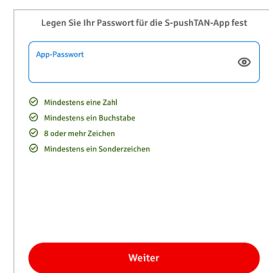 Legen Sie Ihr Passwort für die S-pushTAN-App fest
App-Passwort
Mindestens eine Zahl
Mindestens ein Buchstabe
8 oder mehr Zeichen
Mindestens ein Sonderzeichen
Weiter